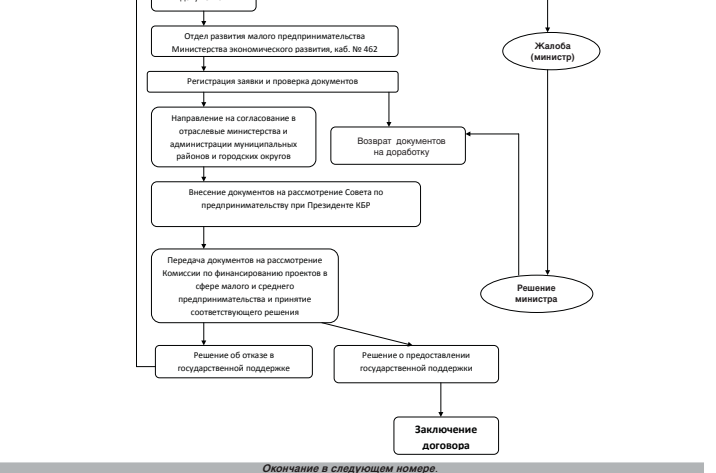 Отдел развития малого предпринимательства
Министерства экономического развития, каб. № 462
Жалоба
(министр)
Регистрация заявки и проверка документов
Направление на согласование в
отраслевые министерства и
администрации муниципальных
районов и городских округов
Возврат документов
на доработку
Внесение документов на рассмотрение Совета по
предпринимательству при Президенте КБР
Передача документов на рассмотрение
Комиссии по финансированию проектов в
сфере малого и среднего
предпринимательства и принятие
соответствующего решения
Решение
министра
Решение об отказе в
государственной поддержке
Решение о предоставлении
государственной поддержки
Заключение
договора
Окончание в следующем номере.